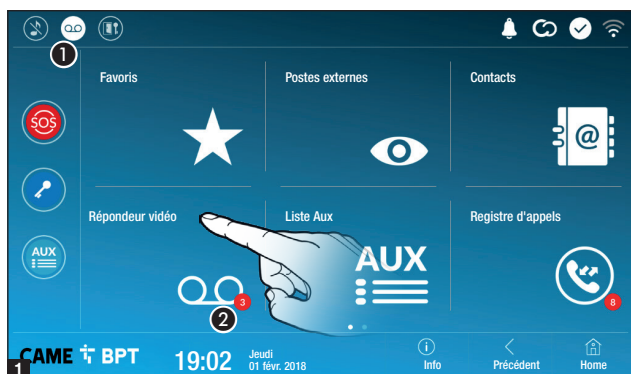 1
Favoris
Postes externes
Contacts
SOS
@
Répondeur vidéo
Liste Aux
Registre d'appels
AUX
AUX
3
2
8
1
CAME BPT
19:02
Jeudi
01 févr. 2018
i
Info
Précédent
Home